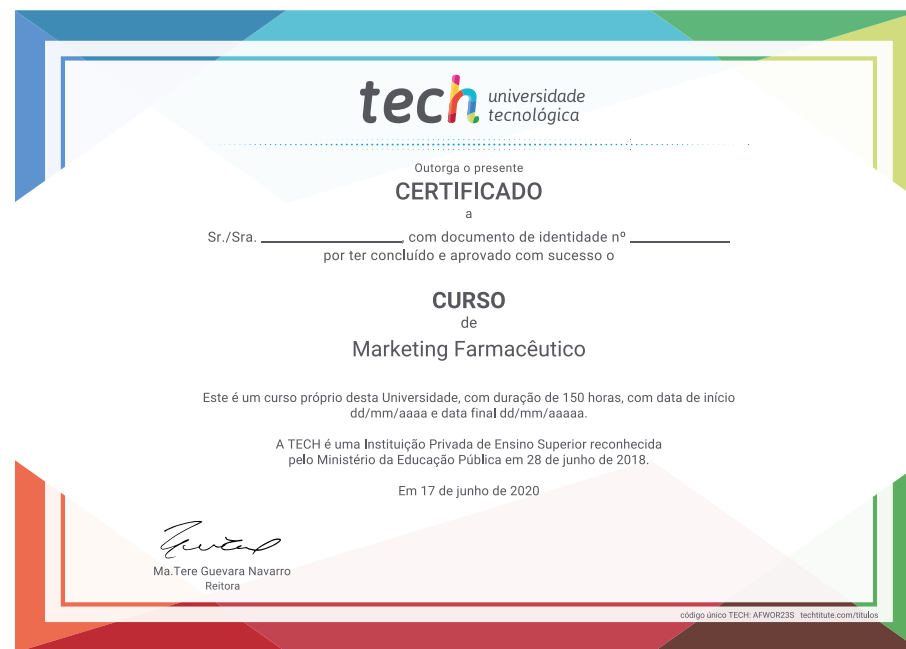 tech universidade
tecnológica
Outorga o presente
CERTIFICADO
a
Sr./Sra. ____________________, com documento de identidade nº ______________
por ter concluído e aprovado com sucesso o
CURSO
de
Marketing Farmacêutico
Este é um curso próprio desta Universidade, com duração de 150 horas, com data de início
dd/mm/aaaa e data final dd/mm/aaaaa.
A TECH é uma Instituição Privada de Ensino Superior reconhecida
pelo Ministério da Educação Pública em 28 de junho de 2018.
Em 17 de junho de 2020
Ma.Tere Guevara Navarro
Reitora
código único TECH: AFWOR23S techtitute.com/titulos